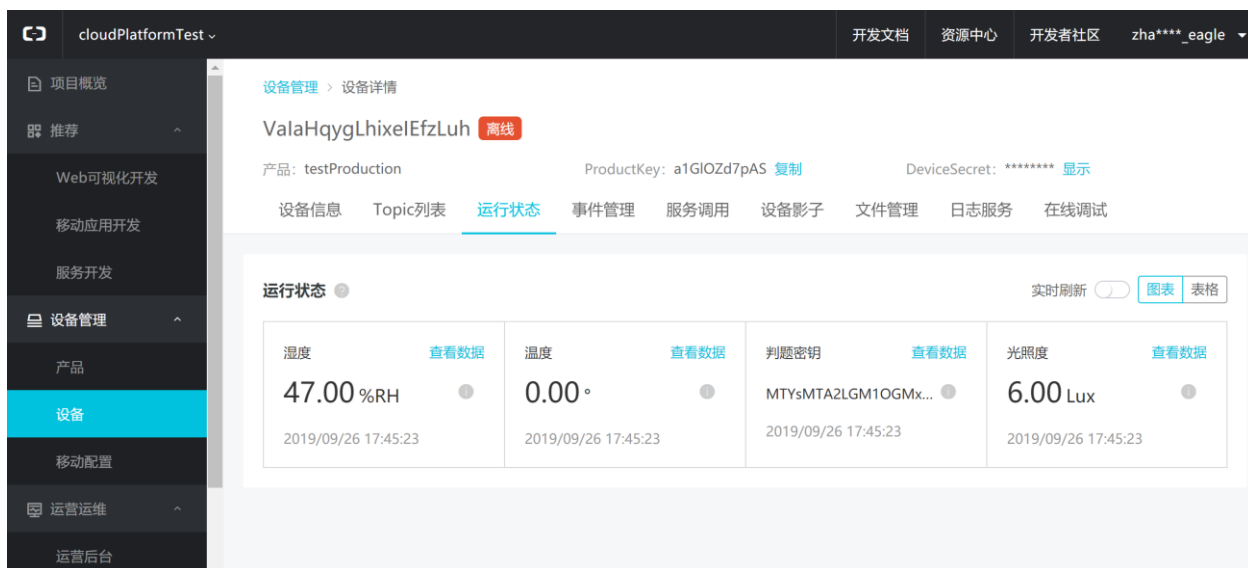 cloudPlatformTest 开发文档 资源中心 开发者社区 zha****_eagle
项目概览
推荐
Web可视化开发
移动应用开发
服务开发
设备管理
产品
设备
移动配置
运营运维
运营后台
设备管理 > 设备详情
ValaHqygLhixelEfzLuh 离线
产品: testProduction ProductKey: a1GlOZd7pAS 复制 DeviceSecret: ******** 显示
设备信息 Topic列表 运行状态 事件管理 服务调用 设备影子 文件管理 日志服务 在线调试
运行状态 实时刷新 图表 表格
湿度 查看数据
47.00 %RH
2019/09/26 17:45:23
温度 查看数据
0.00 °
2019/09/26 17:45:23
判题密钥 查看数据
MTYsMTA2LGM1OGMx...
2019/09/26 17:45:23
光照度 查看数据
6.00 Lux
2019/09/26 17:45:23